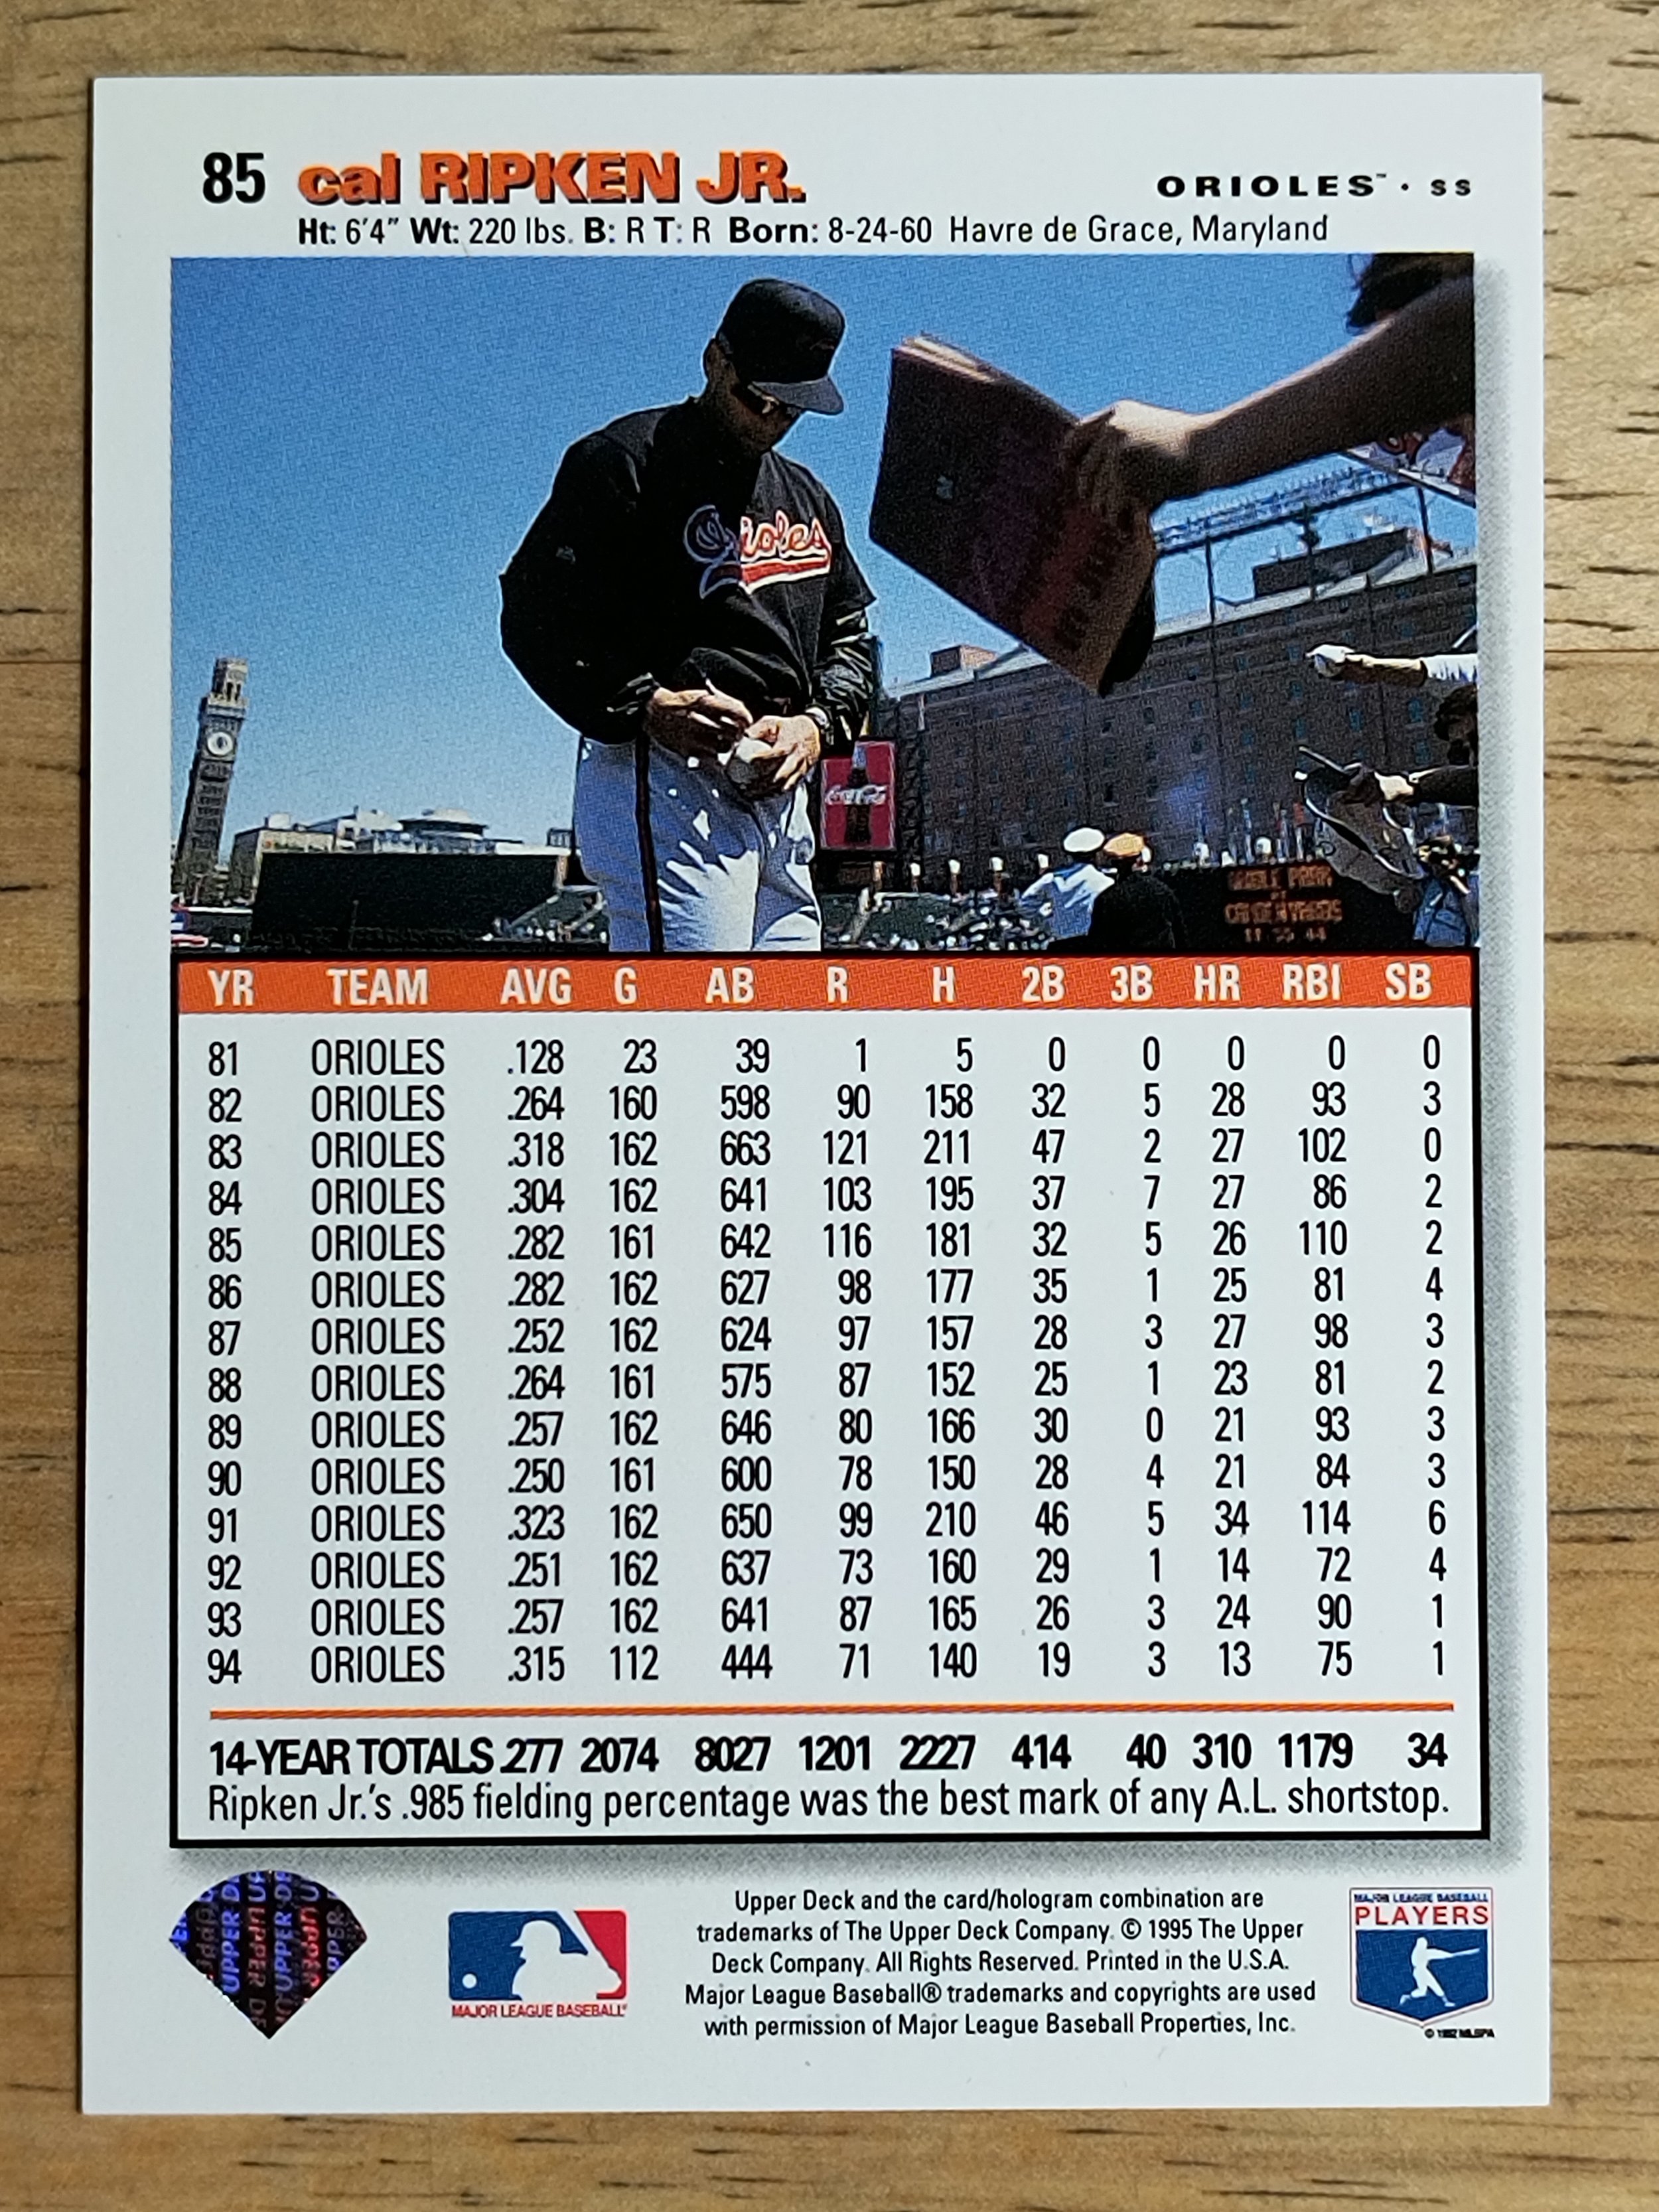 85 cal RIPKEN JR. ORIOLES™ · SS
Ht: 6'4" Wt: 220 lbs. B: R T: R Born: 8-24-60 Havre de Grace, Maryland
Orioles
Coca-Cola
YR TEAM AVG G AB R H 2B 3B HR RBI SB
81 ORIOLES .128 23 39 1 5 0 0 0 0 0
82 ORIOLES .264 160 598 90 158 32 5 28 93 3
83 ORIOLES .318 162 663 121 211 47 2 27 102 0
84 ORIOLES .304 162 641 103 195 37 7 27 86 2
85 ORIOLES .282 161 642 116 181 32 5 26 110 2
86 ORIOLES .282 162 627 98 177 35 1 25 81 4
87 ORIOLES .252 162 624 97 157 28 3 27 98 3
88 ORIOLES .264 161 575 87 152 25 1 23 81 2
89 ORIOLES .257 162 646 80 166 30 0 21 93 3
90 ORIOLES .250 161 600 78 150 28 4 21 84 3
91 ORIOLES .323 162 650 99 210 46 5 34 114 6
92 ORIOLES .251 162 637 73 160 29 1 14 72 4
93 ORIOLES .257 162 641 87 165 26 3 24 90 1
94 ORIOLES .315 112 444 71 140 19 3 13 75 1
14-YEAR TOTALS .277 2074 8027 1201 2227 414 40 310 1179 34
Ripken Jr.'s .985 fielding percentage was the best mark of any A.L. shortstop.
UPPER DECK
MAJOR LEAGUE BASEBALL®
Upper Deck and the card/hologram combination are
trademarks of The Upper Deck Company. © 1995 The Upper
Deck Company. All Rights Reserved. Printed in the U.S.A.
Major League Baseball® trademarks and copyrights are used
with permission of Major League Baseball Properties, Inc.
MAJOR LEAGUE BASEBALL
PLAYERS
© 1992 MLBPA